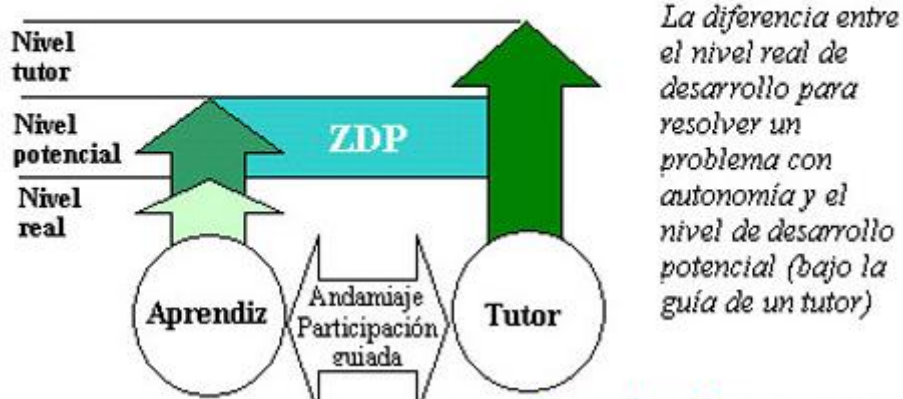 Nivel
tutor
Nivel
potencial
Nivel
real
ZDP
Aprendiz
Andamiaje
Participación
guiada
Tutor
La diferencia entre
el nivel real de
desarrollo para
resolver un
problema con
autonomía y el
nivel de desarrollo
potencial (bajo la
guía de un tutor)